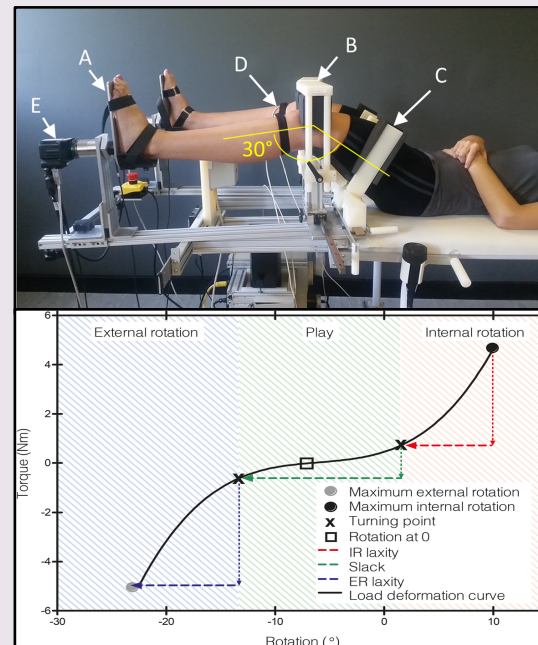 A
B
C
D
E
30°
External rotation
Play
Internal rotation
6
4
2
0
-2
-4
-6
Torque (Nm)
Maximum external rotation
Maximum internal rotation
Turning point
Rotation at 0
IR laxity
Slack
ER laxity
Load deformation curve
-30
-20
-10
0
10
Rotation (°)